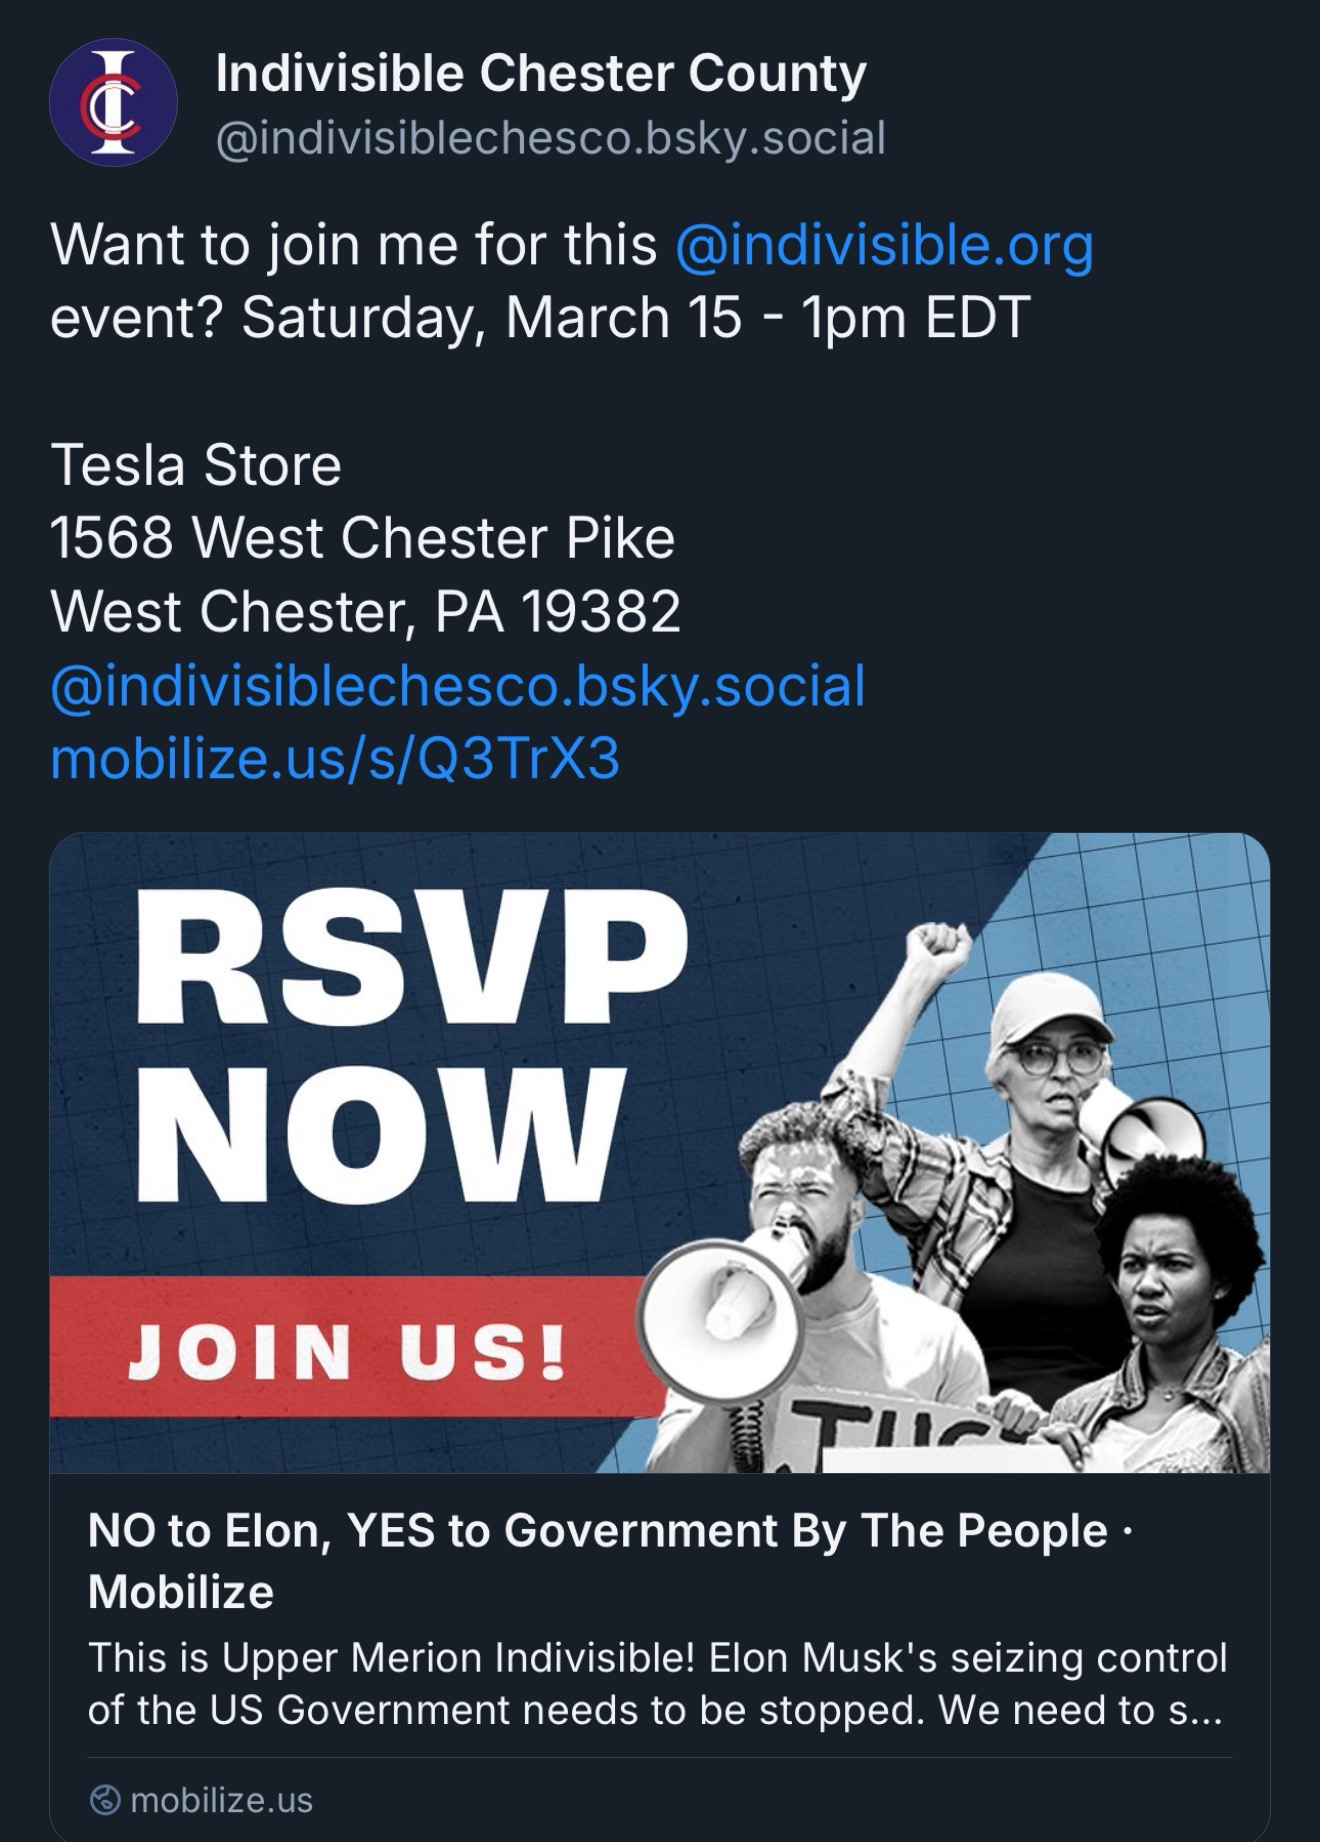 Indivisible Chester County
@indivisiblechesco.bsky.social
Want to join me for this @indivisible.org
event? Saturday, March 15 - 1pm EDT
Tesla Store
1568 West Chester Pike
West Chester, PA 19382
@indivisiblechesco.bsky.social
mobilize.us/s/Q3TrX3
RSVP
NOW
JOIN US!
NO to Elon, YES to Government By The People ·
Mobilize
This is Upper Merion Indivisible! Elon Musk's seizing control
of the US Government needs to be stopped. We need to s...
mobilize.us